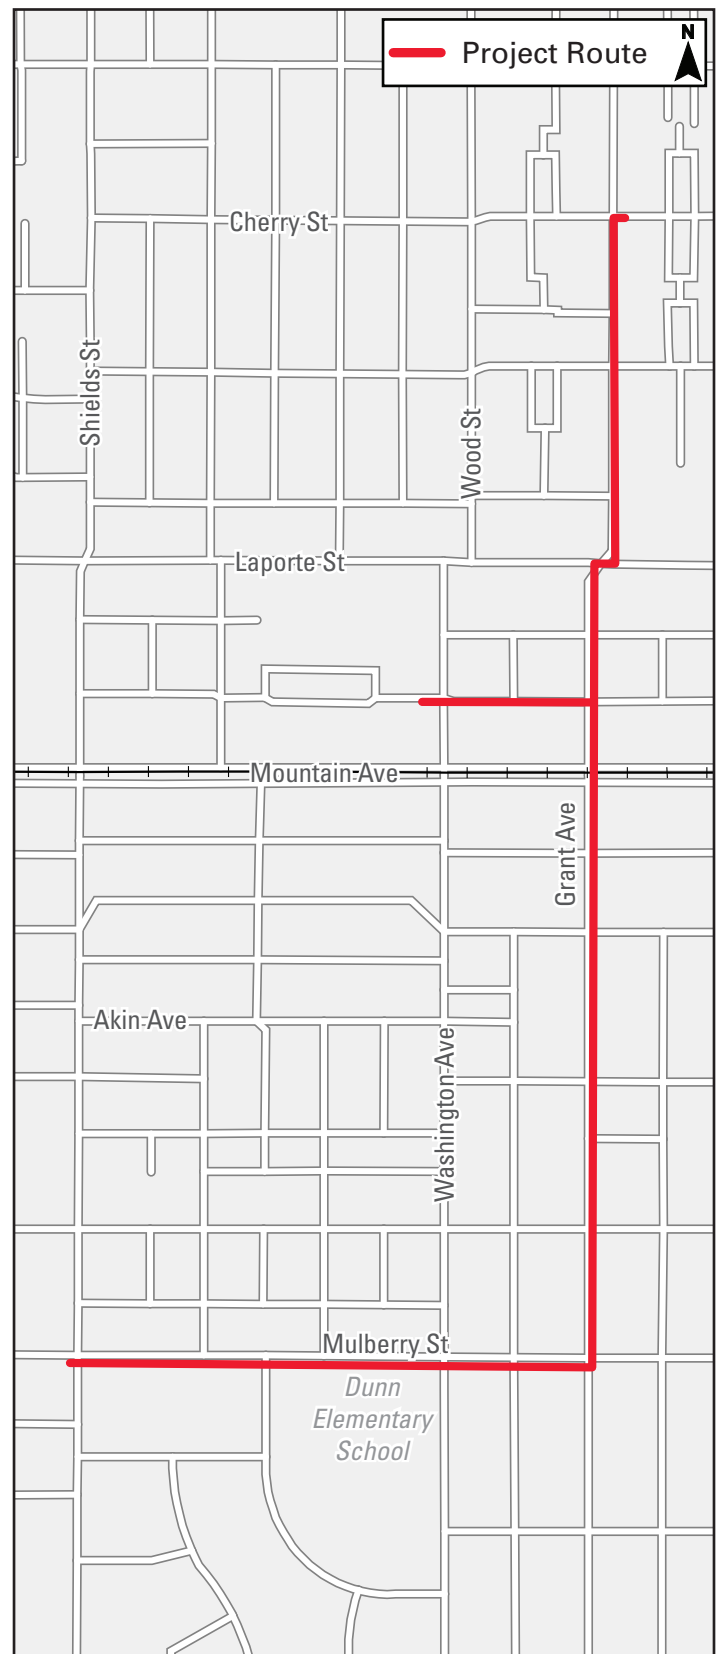 N
Project Route
Cherry St
Shields St
Wood St
Laporte St
Mountain Ave
Grant Ave
Akin Ave
Washington Ave
Mulberry St
Dunn
Elementary
School